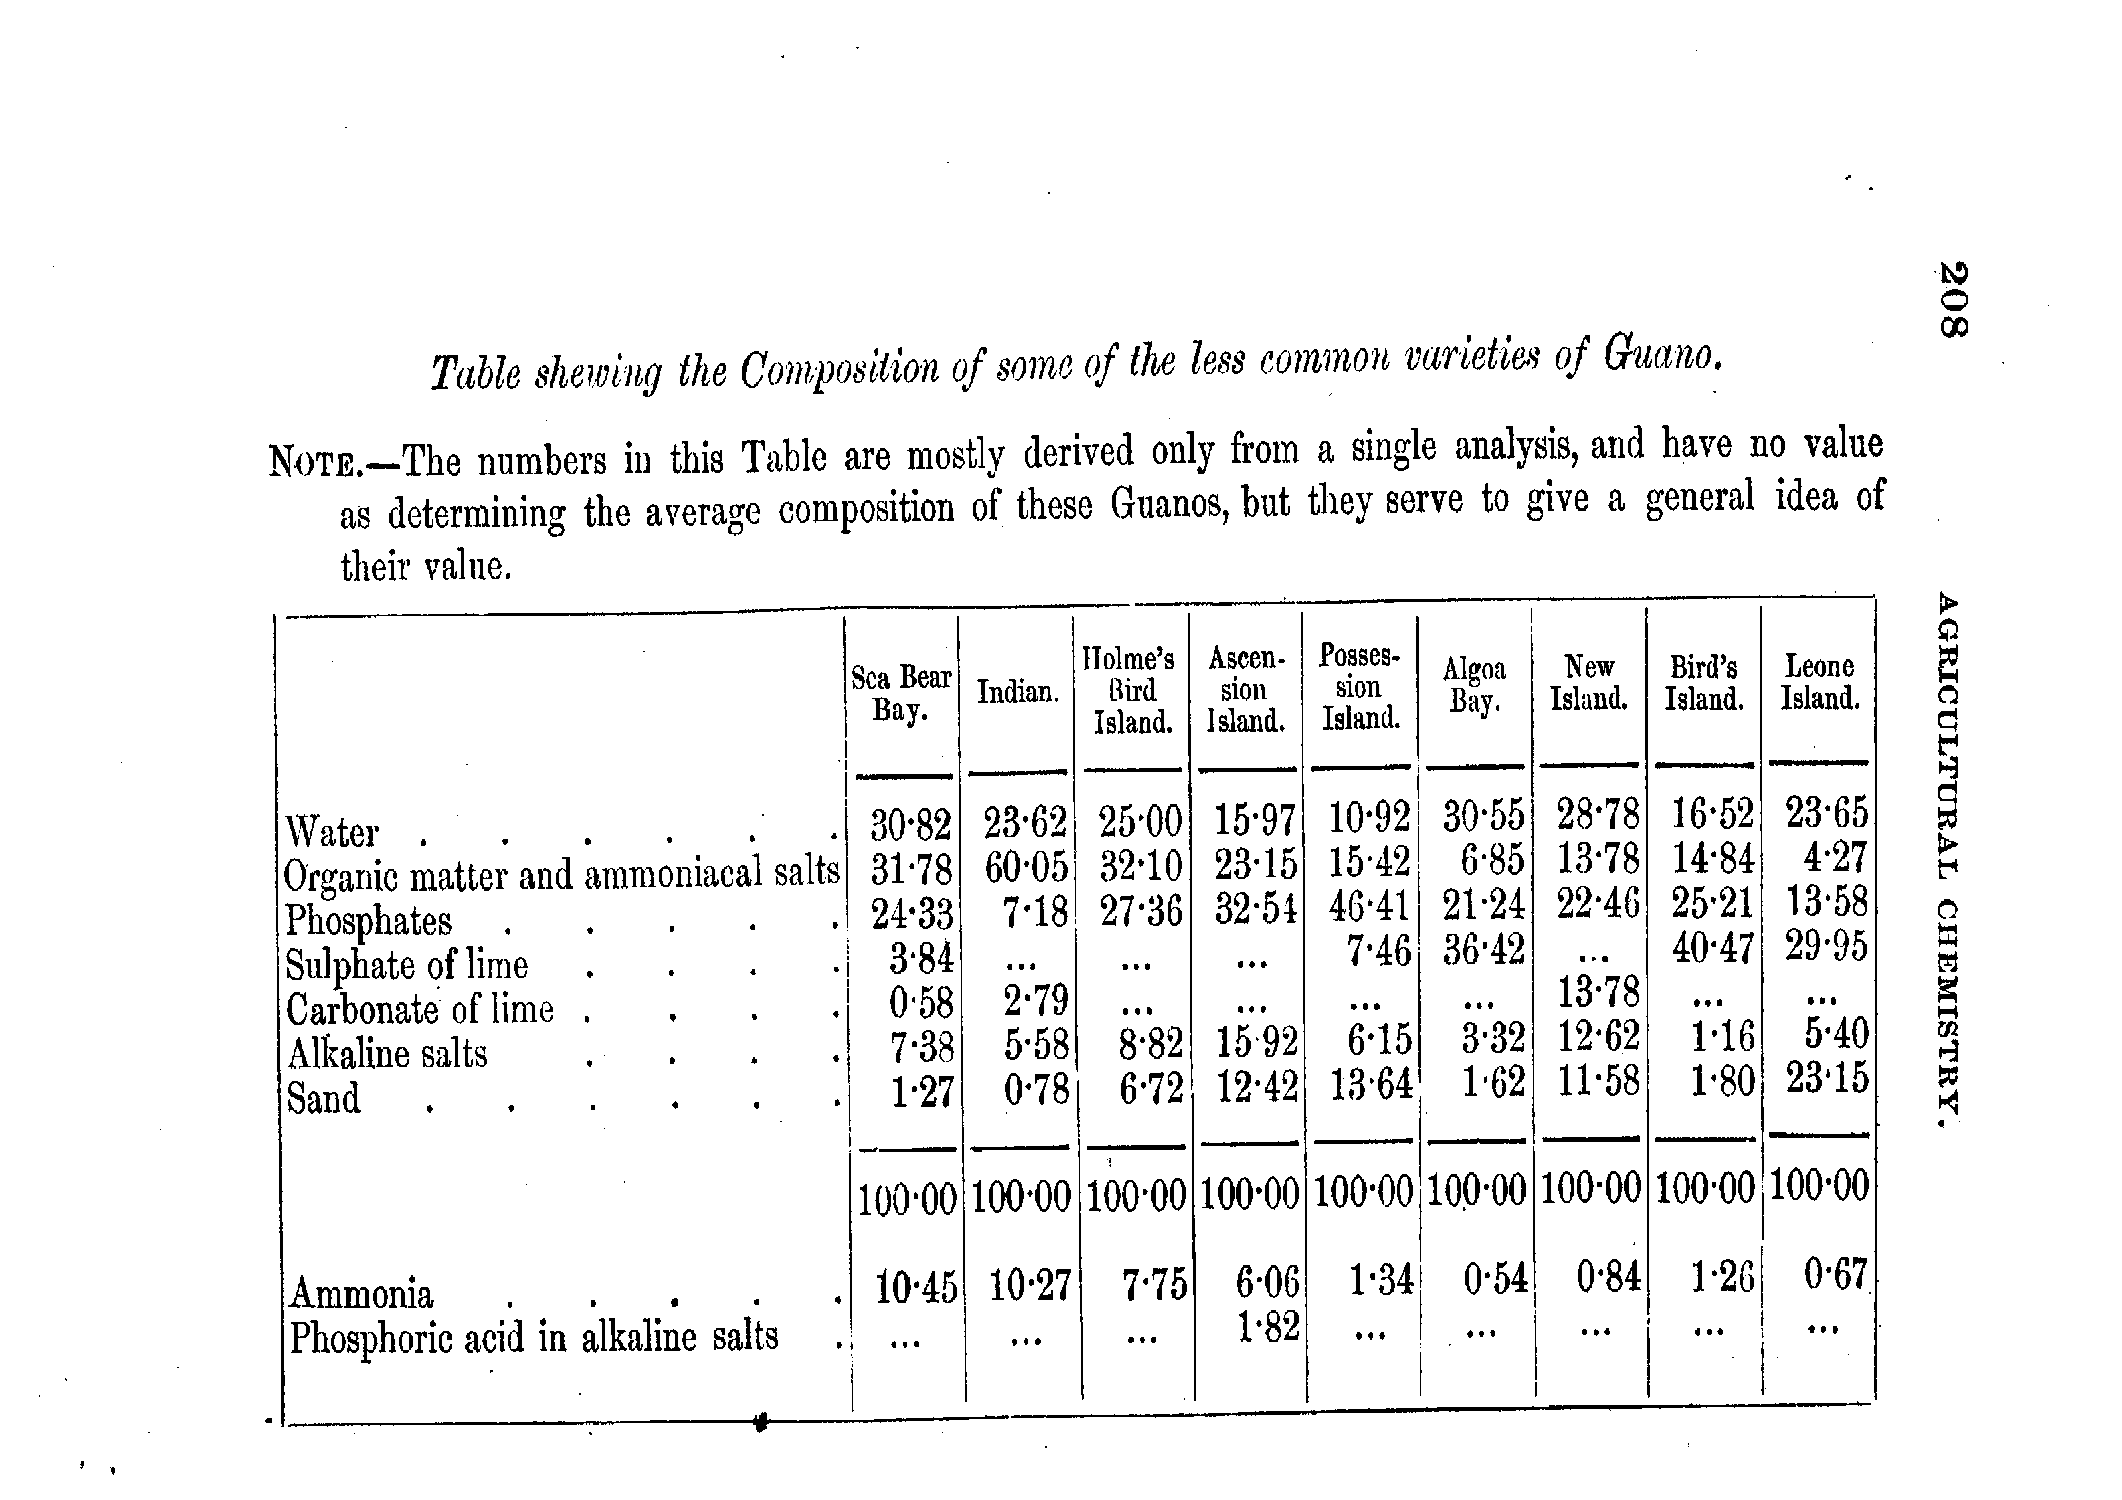 208 AGRICULTURAL CHEMISTRY.
Table shewing the Composition of some of the less common varieties of Guano.
NOTE.—The numbers in this Table are mostly derived only from a single analysis, and have no value
as determining the average composition of these Guanos, but they serve to give a general idea of
their value.
Sea Bear Bay. Indian. Holme's Bird Island. Ascen-sion Island. Posses-sion Island. Algoa Bay. New Island. Bird's Island. Leone Island.
Water . . . . . . 30·82 23·62 25·00 15·97 10·92 30·55 28·78 16·52 23·65
Organic matter and ammoniacal salts 31·78 60·05 32·10 23·15 15·42 6·85 13·78 14·84 4·27
Phosphates . . . . . 24·33 7·18 27·36 32·54 46·41 21·24 22·46 25·21 13·58
Sulphate of lime . . . . 3·84 ... ... ... 7·46 36·42 ... 40·47 29·95
Carbonate of lime . . . . 0·58 2·79 ... ... ... ... 13·78 ... ...
Alkaline salts . . . . 7·38 5·58 8·82 15·92 6·15 3·32 12·62 1·16 5·40
Sand . . . . . . 1·27 0·78 6·72 12·42 13·64 1·62 11·58 1·80 23·15
100·00 100·00 100·00 100·00 100·00 100·00 100·00 100·00 100·00
Ammonia . . . . . 10·45 10·27 7·75 6·06 1·34 0·54 0·84 1·26 0·67
Phosphoric acid in alkaline salts . ... ... ... 1·82 ... ... ... ... ...